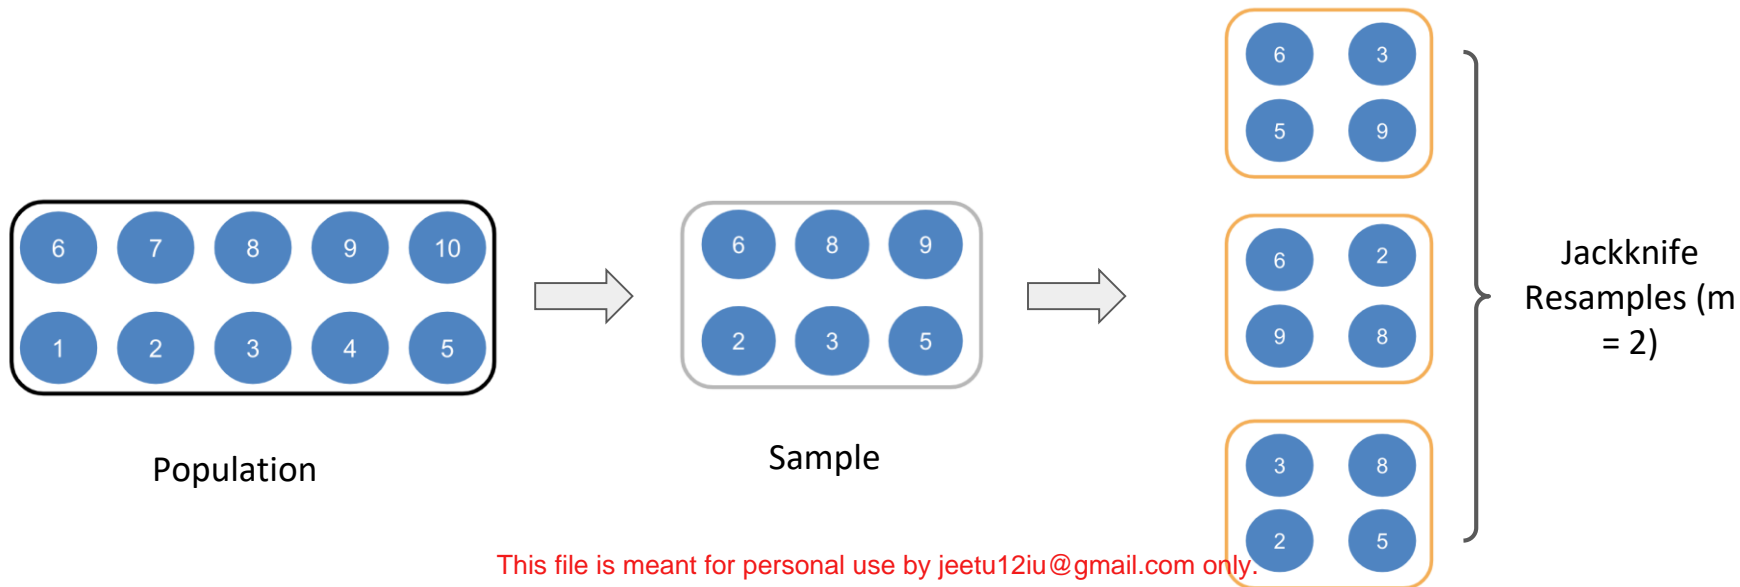 6 7 8 9 10
1 2 3 4 5
Population
6 8 9
2 3 5
Sample
6 3
5 9
6 2
9 8
3 8
2 5
Jackknife
Resamples (m
= 2)
This file is meant for personal use by jeetu12iu@gmail.com only.